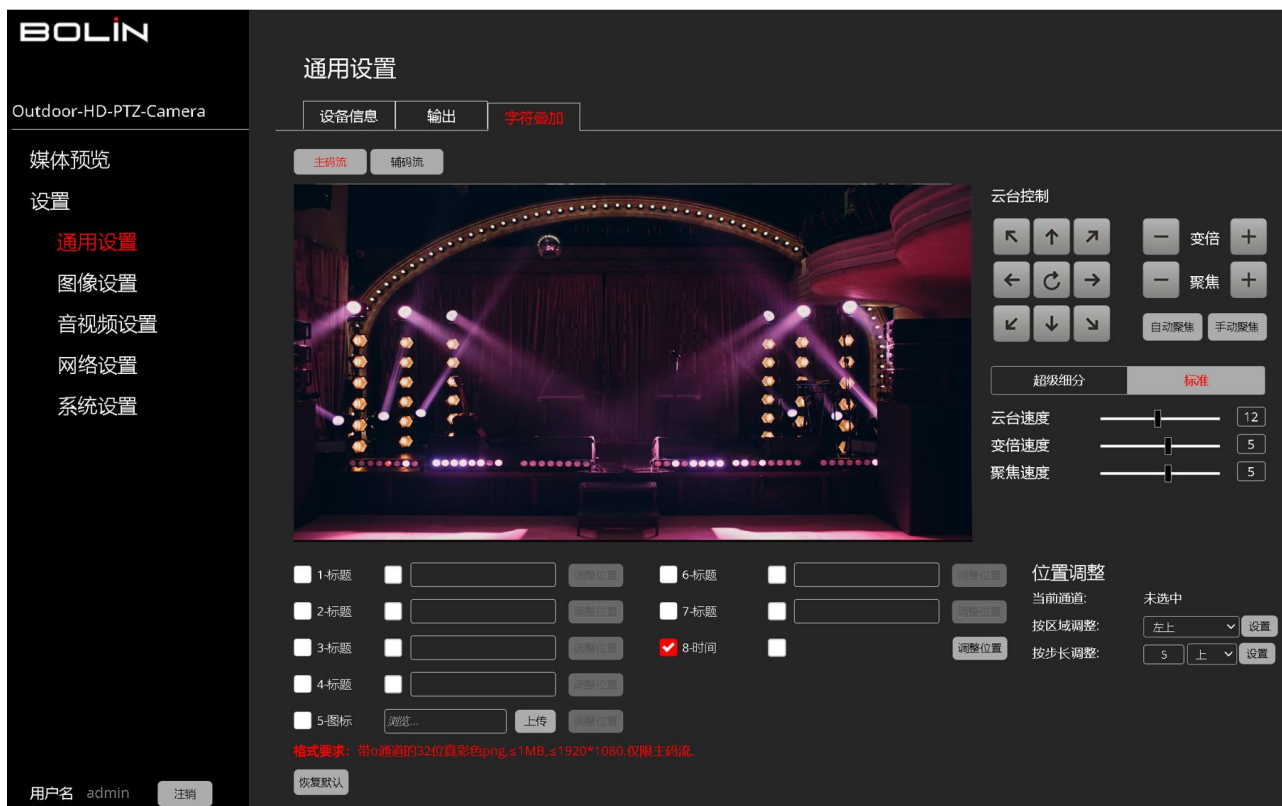 BOLIN
Outdoor-HD-PTZ-Camera
媒体预览
设置
通用设置
图像设置
音视频设置
网络设置
系统设置
用户名 admin 注销
通用设置
设备信息 输出 字符叠加
主码流 辅码流
云台控制
变倍
聚焦
自动聚焦 手动聚焦
超级细分 标准
云台速度 12
变倍速度 5
聚焦速度 5
1-标题 调整位置 6-标题 调整位置
2-标题 调整位置 7-标题 调整位置
3-标题 调整位置 8-时间 调整位置
4-标题 调整位置
5-图标 浏览... 上传 调整位置
格式要求: 带α通道的32位真彩色png,≤1MB,≤1920*1080.仅限主码流.
恢复默认
位置调整
当前通道: 未选中
按区域调整: 左上 设置
按步长调整: 5 上 设置